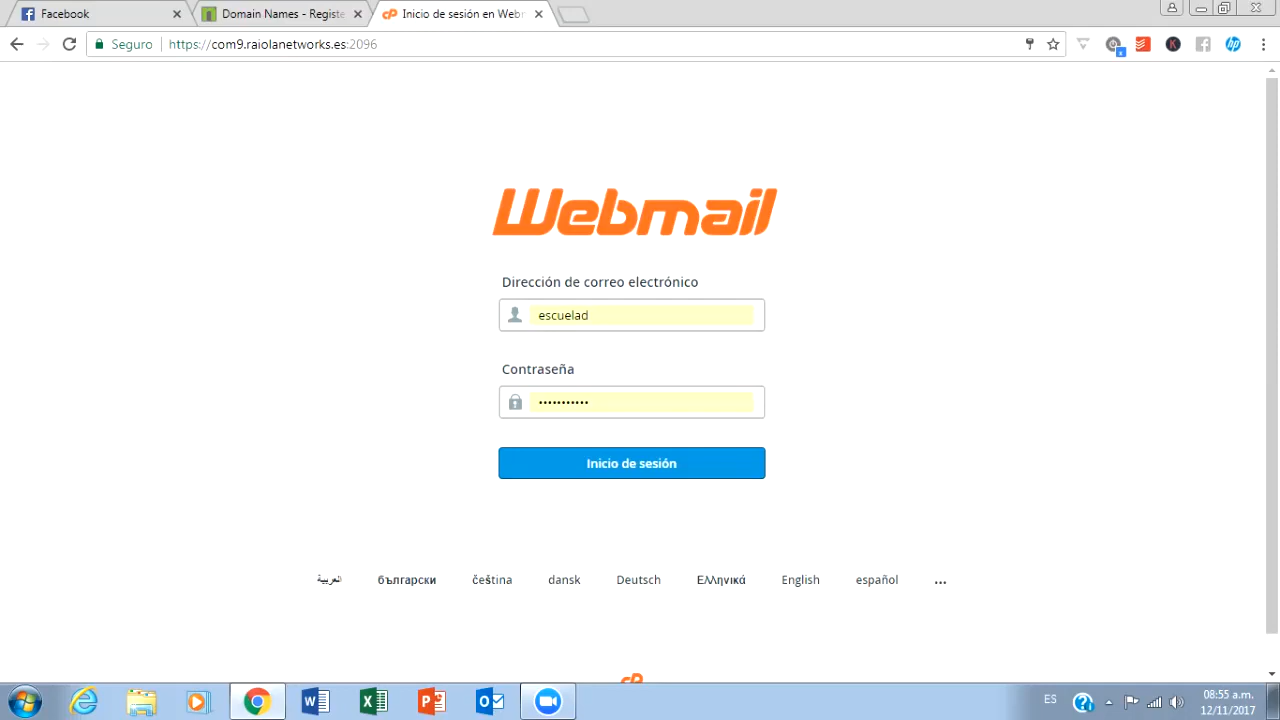 Facebook
Domain Names - Registe
Inicio de sesión en Webm
Seguro
https://com9.raiolanetworks.es:2096
Webmail
Dirección de correo electrónico
escuelad
Contraseña
•••••••••••
Inicio de sesión
العربية български čeština dansk Deutsch Ελληνικά English español ...
ES
08:55 a.m.
12/11/2017